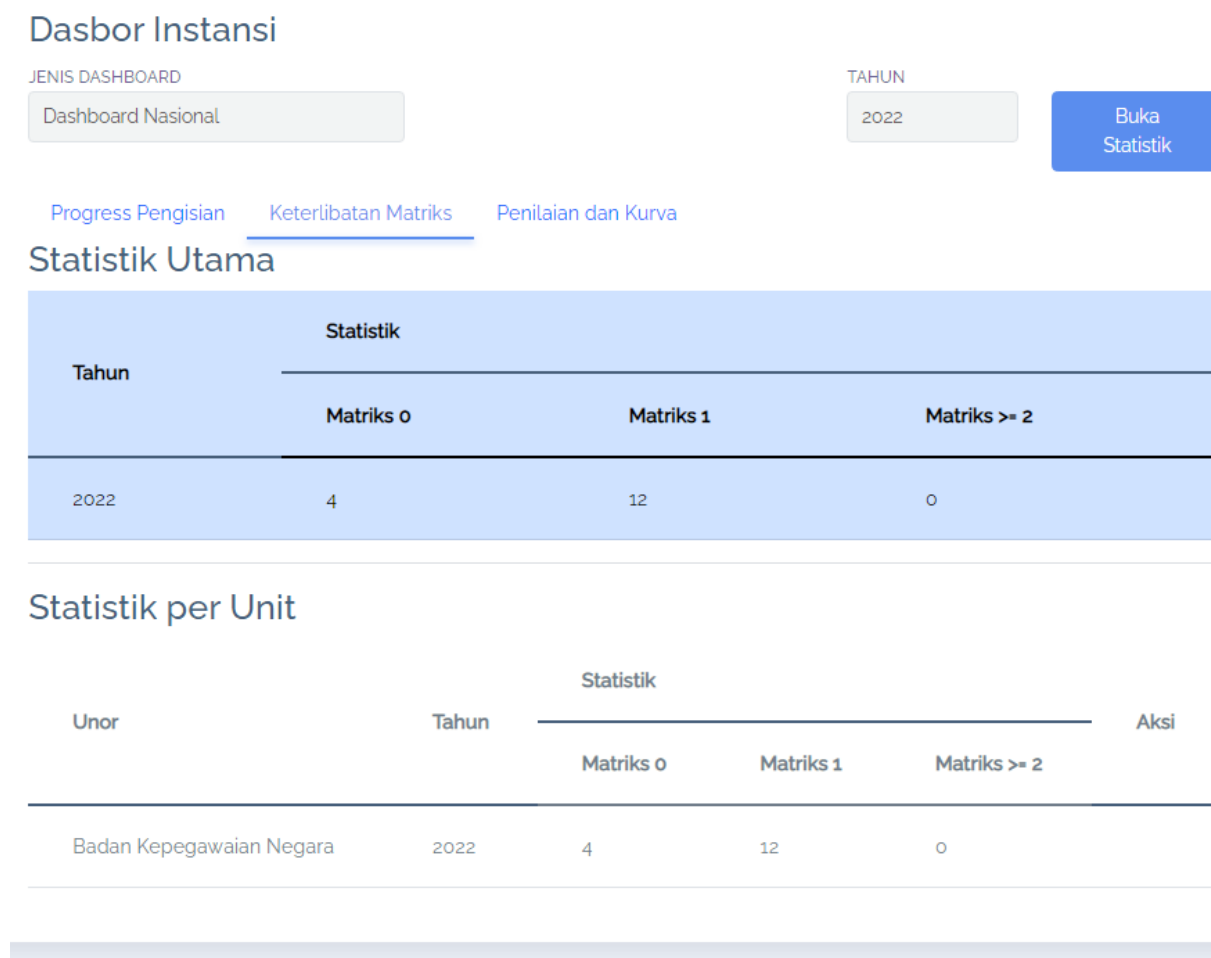 Dasbor Instansi
JENIS DASHBOARD
TAHUN
Dashboard Nasional
2022
Buka
Statistik
Progress Pengisian Keterlibatan Matriks Penilaian dan Kurva
Statistik Utama
Statistik
Tahun
Matriks 0 Matriks 1 Matriks >= 2
2022 4 12 0
Statistik per Unit
Statistik
Unor Tahun Aksi
Matriks 0 Matriks 1 Matriks >= 2
Badan Kepegawaian Negara 2022 4 12 0